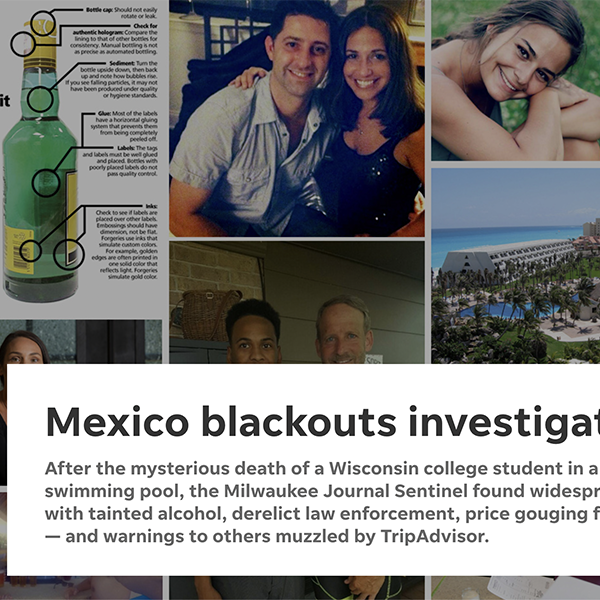 Bottle cap: Should not easily
rotate or leak.
Check for
authentic hologram: Compare the
lining to that of other bottles for
consistency. Manual bottling is not
as precise as automated bottling.
Sediment: Turn the
bottle upside down, then back
up and note how bubbles rise.
If you see falling particles, it may not
have been produced under quality
or hygiene standards.
it
Glue: Most of the labels
have a horizontal gluing
system that prevents them
from being completely
peeled off.
Labels: The tags
and labels must be well glued
and placed. Bottles with
poorly placed labels do not
pass quality control.
Inks:
Check to see if labels are
placed over other labels.
Embossings should have
dimension, not be flat.
Forgeries use inks that
simulate custom colors.
For example, golden
edges are often printed in
one solid color that
reflects light. Forgeries
simulate gold color.
Mexico blackouts investigat
After the mysterious death of a Wisconsin college student in a
swimming pool, the Milwaukee Journal Sentinel found widespr
with tainted alcohol, derelict law enforcement, price gouging f
— and warnings to others muzzled by TripAdvisor.